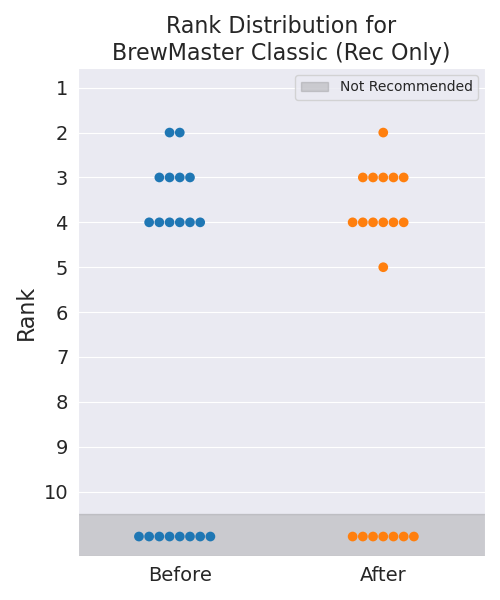 Rank Distribution for
BrewMaster Classic (Rec Only)
Not Recommended
Rank
1
2
3
4
5
6
7
8
9
10
Before After